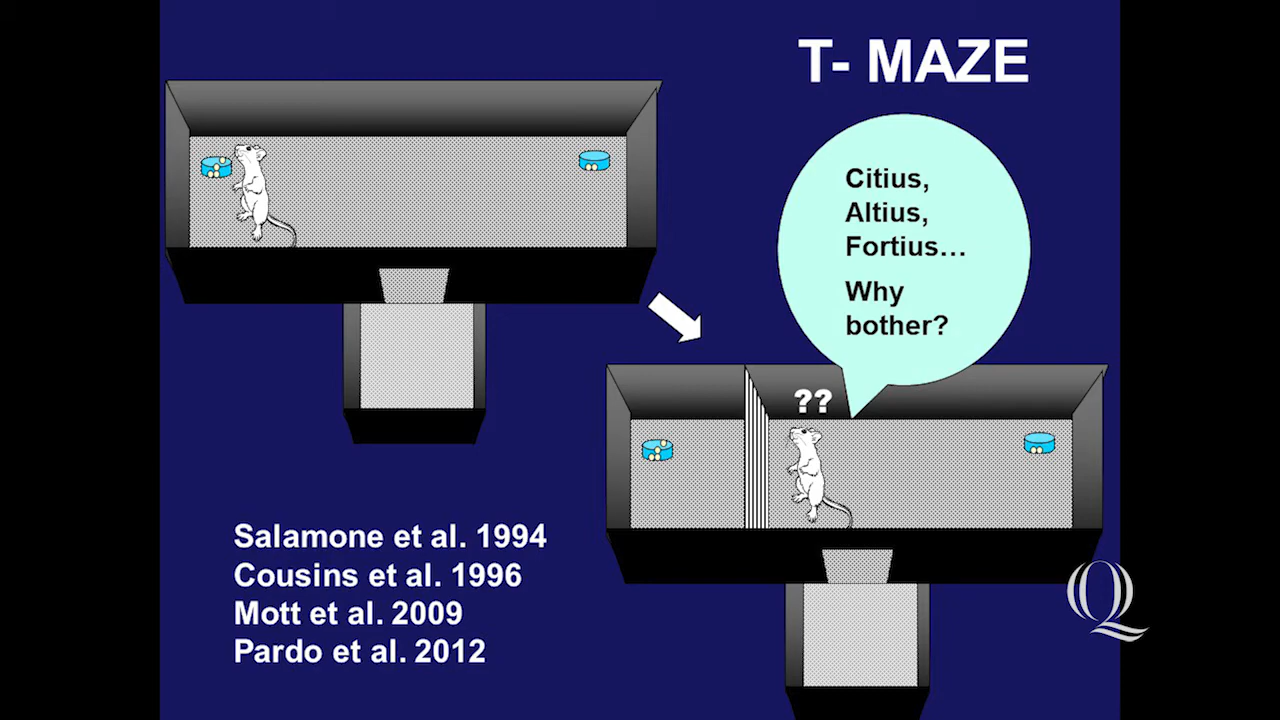 T- MAZE
Citius,
Altius,
Fortius…
Why
bother?
??
Salamone et al. 1994
Cousins et al. 1996
Mott et al. 2009
Pardo et al. 2012
Q